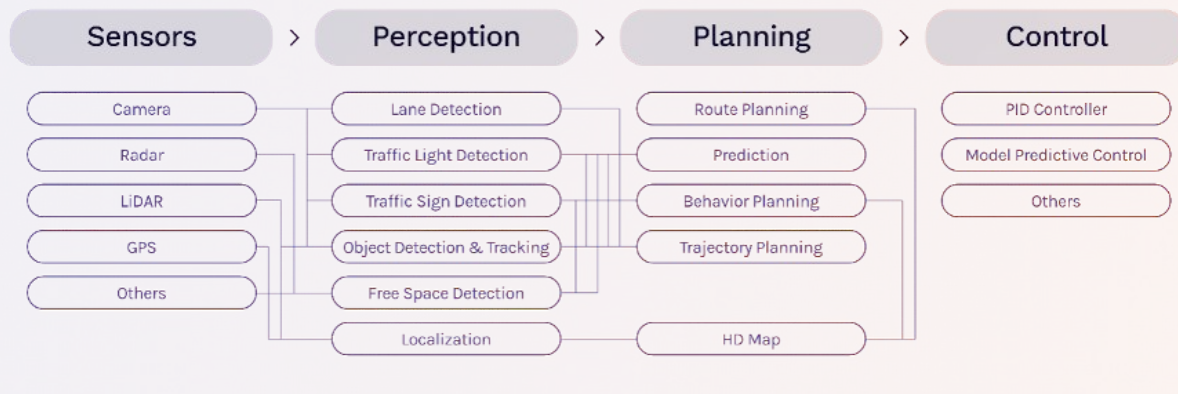 Sensors > Perception > Planning > Control
Camera
Radar
LiDAR
GPS
Others
Lane Detection
Traffic Light Detection
Traffic Sign Detection
Object Detection & Tracking
Free Space Detection
Localization
Route Planning
Prediction
Behavior Planning
Trajectory Planning
HD Map
PID Controller
Model Predictive Control
Others